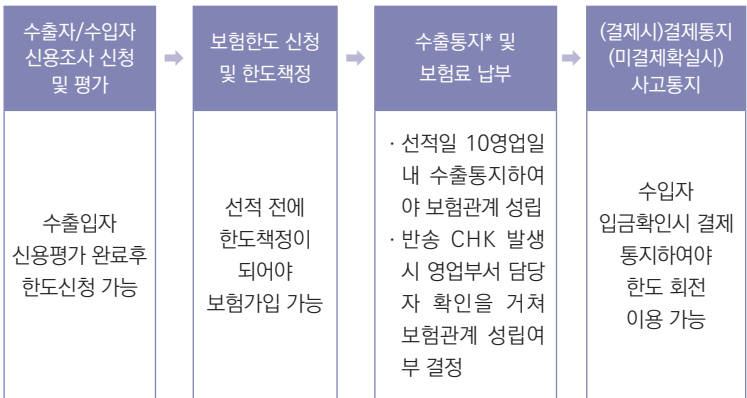 수출자/수입자
신용조사 신청
및 평가
수출입자
신용평가 완료후
한도신청 가능
보험한도 신청
및 한도책정
선적 전에
한도책정이
되어야
보험가입 가능
수출통지* 및
보험료 납부
· 선적일 10영업일
내 수출통지하여
야 보험관계 성립
· 반송 CHK 발생
시 영업부서 담당
자 확인을 거쳐
보험관계 성립여
부 결정
(결제시)결제통지
(미결제확실시)
사고통지
수입자
입금확인시 결제
통지하여야
한도 회전
이용 가능